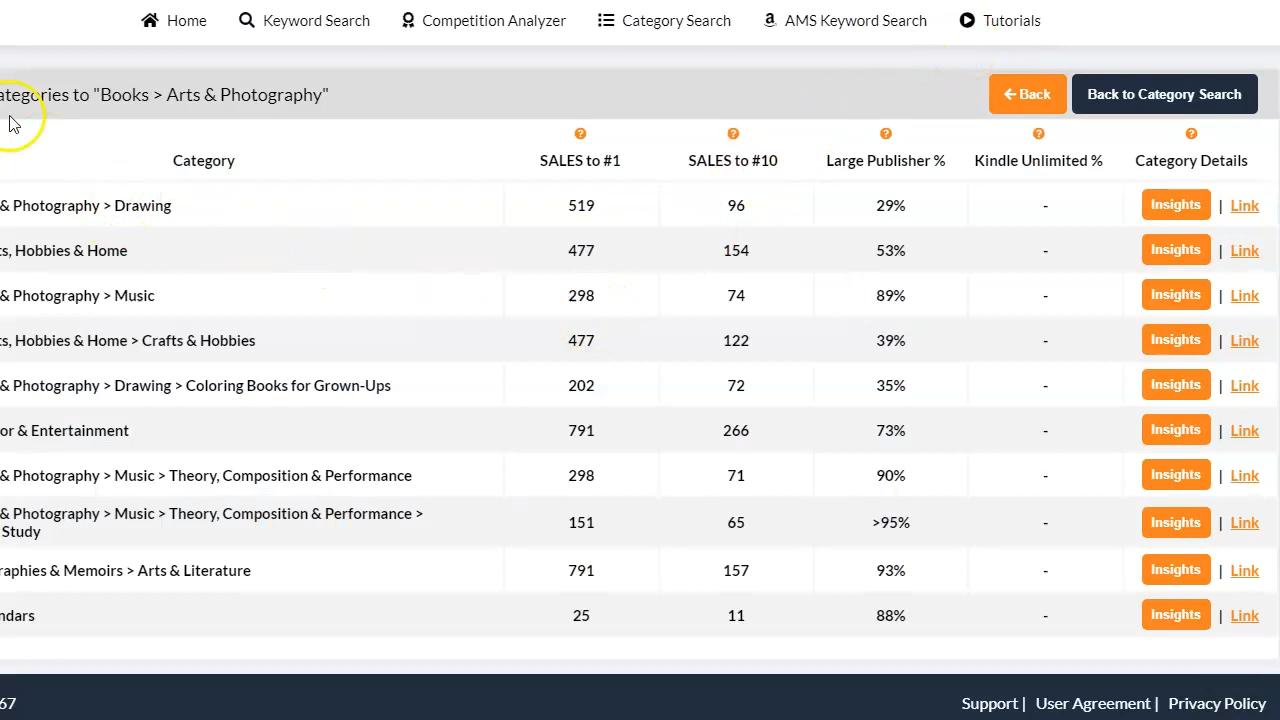 Home Keyword Search Competition Analyzer Category Search AMS Keyword Search Tutorials
ategories to "Books > Arts & Photography" Back Back to Category Search
Category SALES to #1 SALES to #10 Large Publisher % Kindle Unlimited % Category Details
& Photography > Drawing 519 96 29% - Insights | Link
ts, Hobbies & Home 477 154 53% - Insights | Link
& Photography > Music 298 74 89% - Insights | Link
ts, Hobbies & Home > Crafts & Hobbies 477 122 39% - Insights | Link
& Photography > Drawing > Coloring Books for Grown-Ups 202 72 35% - Insights | Link
or & Entertainment 791 266 73% - Insights | Link
& Photography > Music > Theory, Composition & Performance 298 71 90% - Insights | Link
& Photography > Music > Theory, Composition & Performance >
Study 151 65 >95% - Insights | Link
raphies & Memoirs > Arts & Literature 791 157 93% - Insights | Link
ndars 25 11 88% - Insights | Link
67 Support | User Agreement | Privacy Policy